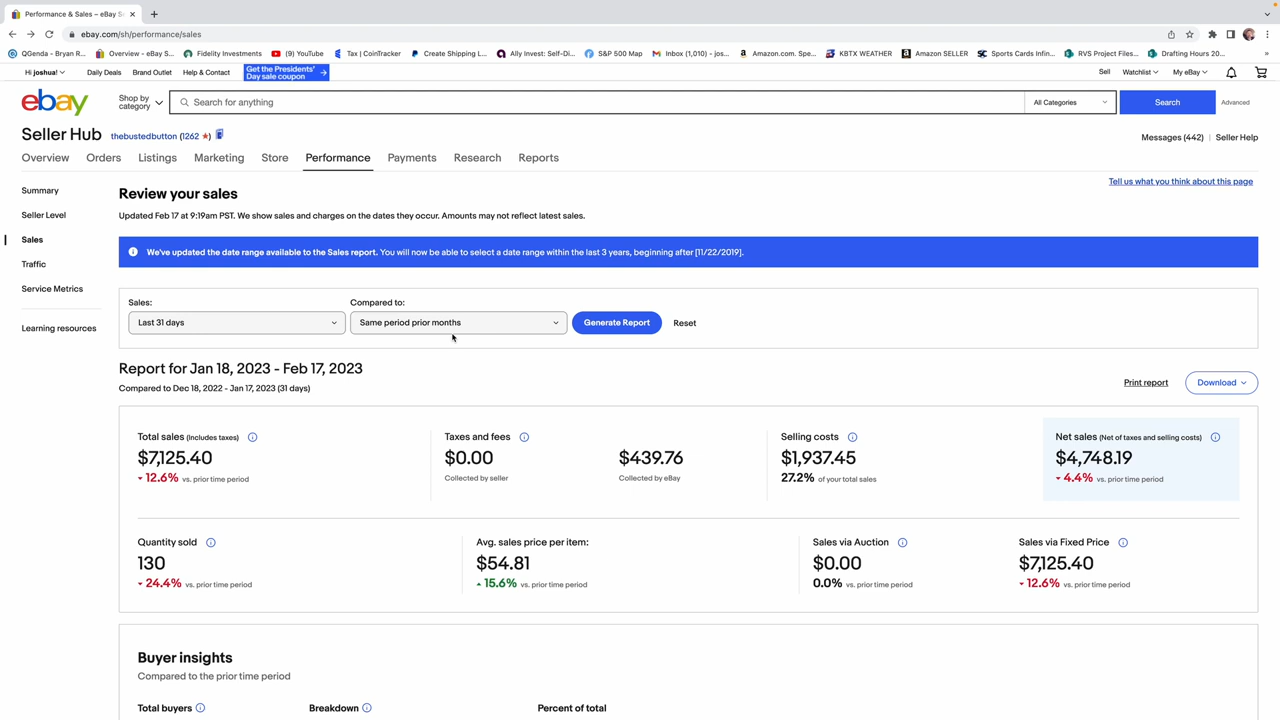 Performance & Sales - eBay S
ebay.com/sh/performance/sales
QGenda - Bryan R... Overview - eBay S... Fidelity Investments (9) YouTube Tax | CoinTracker Create Shipping L... Ally Invest: Self-Di... S&P 500 Map Inbox (1,010) - jos... Amazon.com. Spe... KBTX WEATHER Amazon SELLER Sports Cards Infin... RVS Project Files... Drafting Hours 20... »
Hi joshua! Daily Deals Brand Outlet Help & Contact Get the Presidents' Day sale coupon Sell Watchlist My eBay
ebay Shop by category Search for anything All Categories Search Advanced
Seller Hub thebustedbutton (1262 ★) Messages (442) | Seller Help
Overview Orders Listings Marketing Store Performance Payments Research Reports
Tell us what you think about this page
Summary
Seller Level
Sales
Traffic
Service Metrics
Learning resources
Review your sales
Updated Feb 17 at 9:19am PST. We show sales and charges on the dates they occur. Amounts may not reflect latest sales.
We've updated the date range available to the Sales report. You will now be able to select a date range within the last 3 years, beginning after [11/22/2019].
Sales: Compared to:
Last 31 days Same period prior months Generate Report Reset
Report for Jan 18, 2023 - Feb 17, 2023
Compared to Dec 18, 2022 - Jan 17, 2023 (31 days)
Print report Download
Total sales (Includes taxes) Taxes and fees Selling costs Net sales (Net of taxes and selling costs)
$7,125.40 $0.00 $439.76 $1,937.45 $4,748.19
12.6% vs. prior time period Collected by seller Collected by eBay 27.2% of your total sales 4.4% vs. prior time period
Quantity sold Avg. sales price per item: Sales via Auction Sales via Fixed Price
130 $54.81 $0.00 $7,125.40
24.4% vs. prior time period 15.6% vs. prior time period 0.0% vs. prior time period 12.6% vs. prior time period
Buyer insights
Compared to the prior time period
Total buyers Breakdown Percent of total